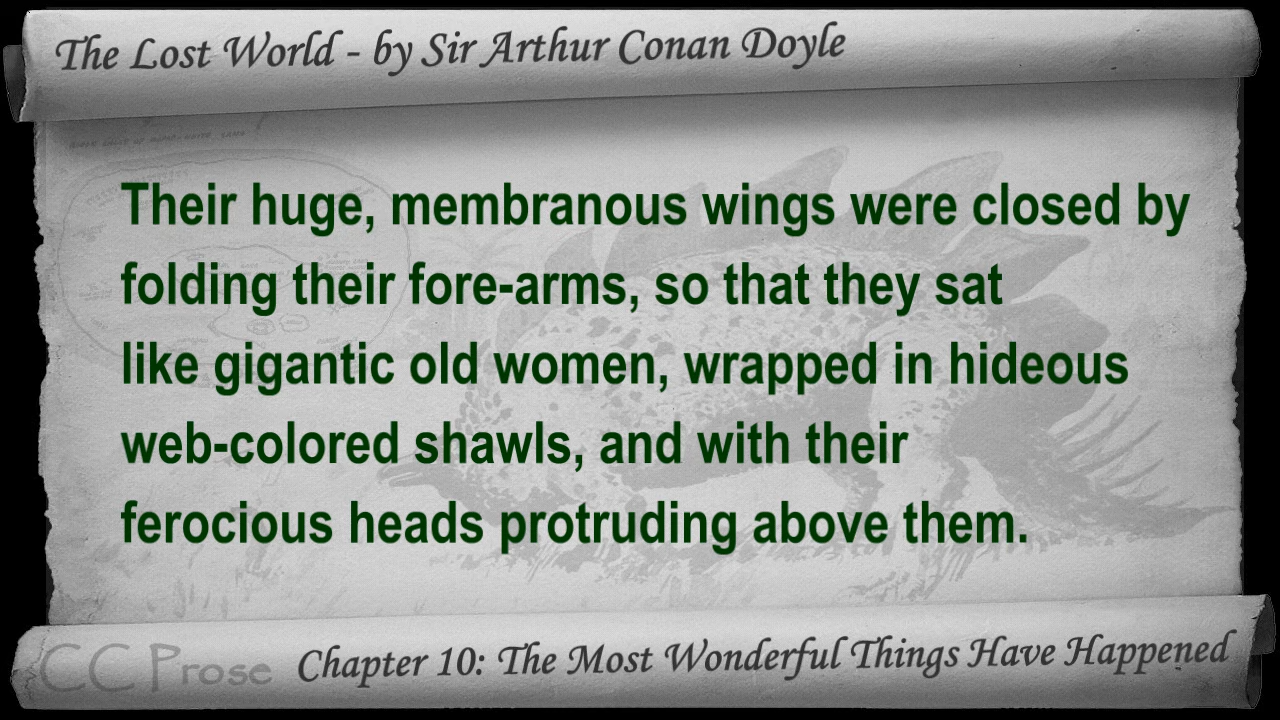 The Lost World - by Sir Arthur Conan Doyle
Their huge, membranous wings were closed by
folding their fore-arms, so that they sat
like gigantic old women, wrapped in hideous
web-colored shawls, and with their
ferocious heads protruding above them.
CC Prose
Chapter 10: The Most Wonderful Things Have Happened